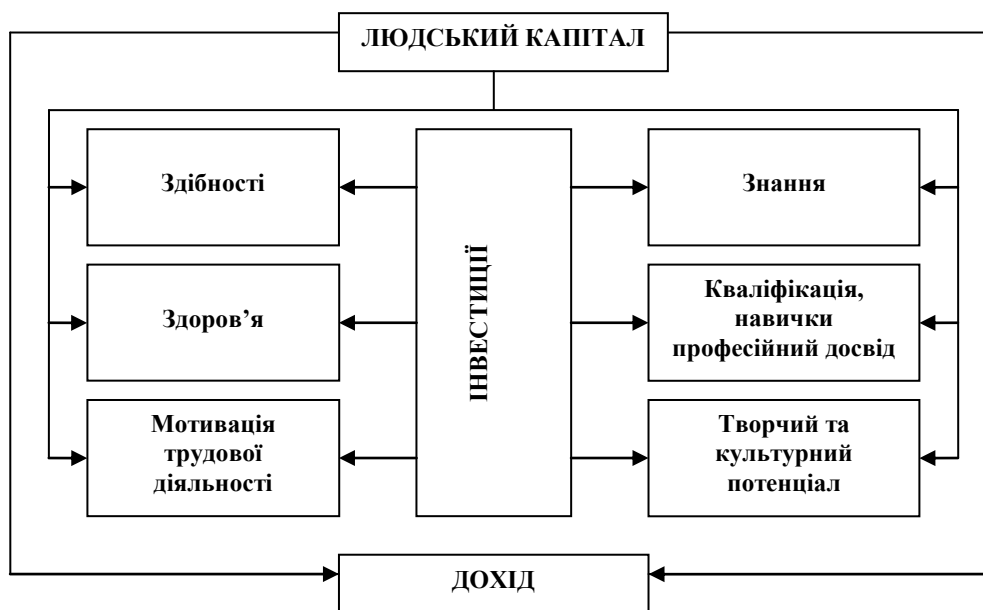 ЛЮДСЬКИЙ КАПІТАЛ
Здібності
Знання
ІНВЕСТИЦІЇ
Здоров’я
Кваліфікація,
навички
професійний досвід
Мотивація
трудової
діяльності
Творчий та
культурний
потенціал
ДОХІД